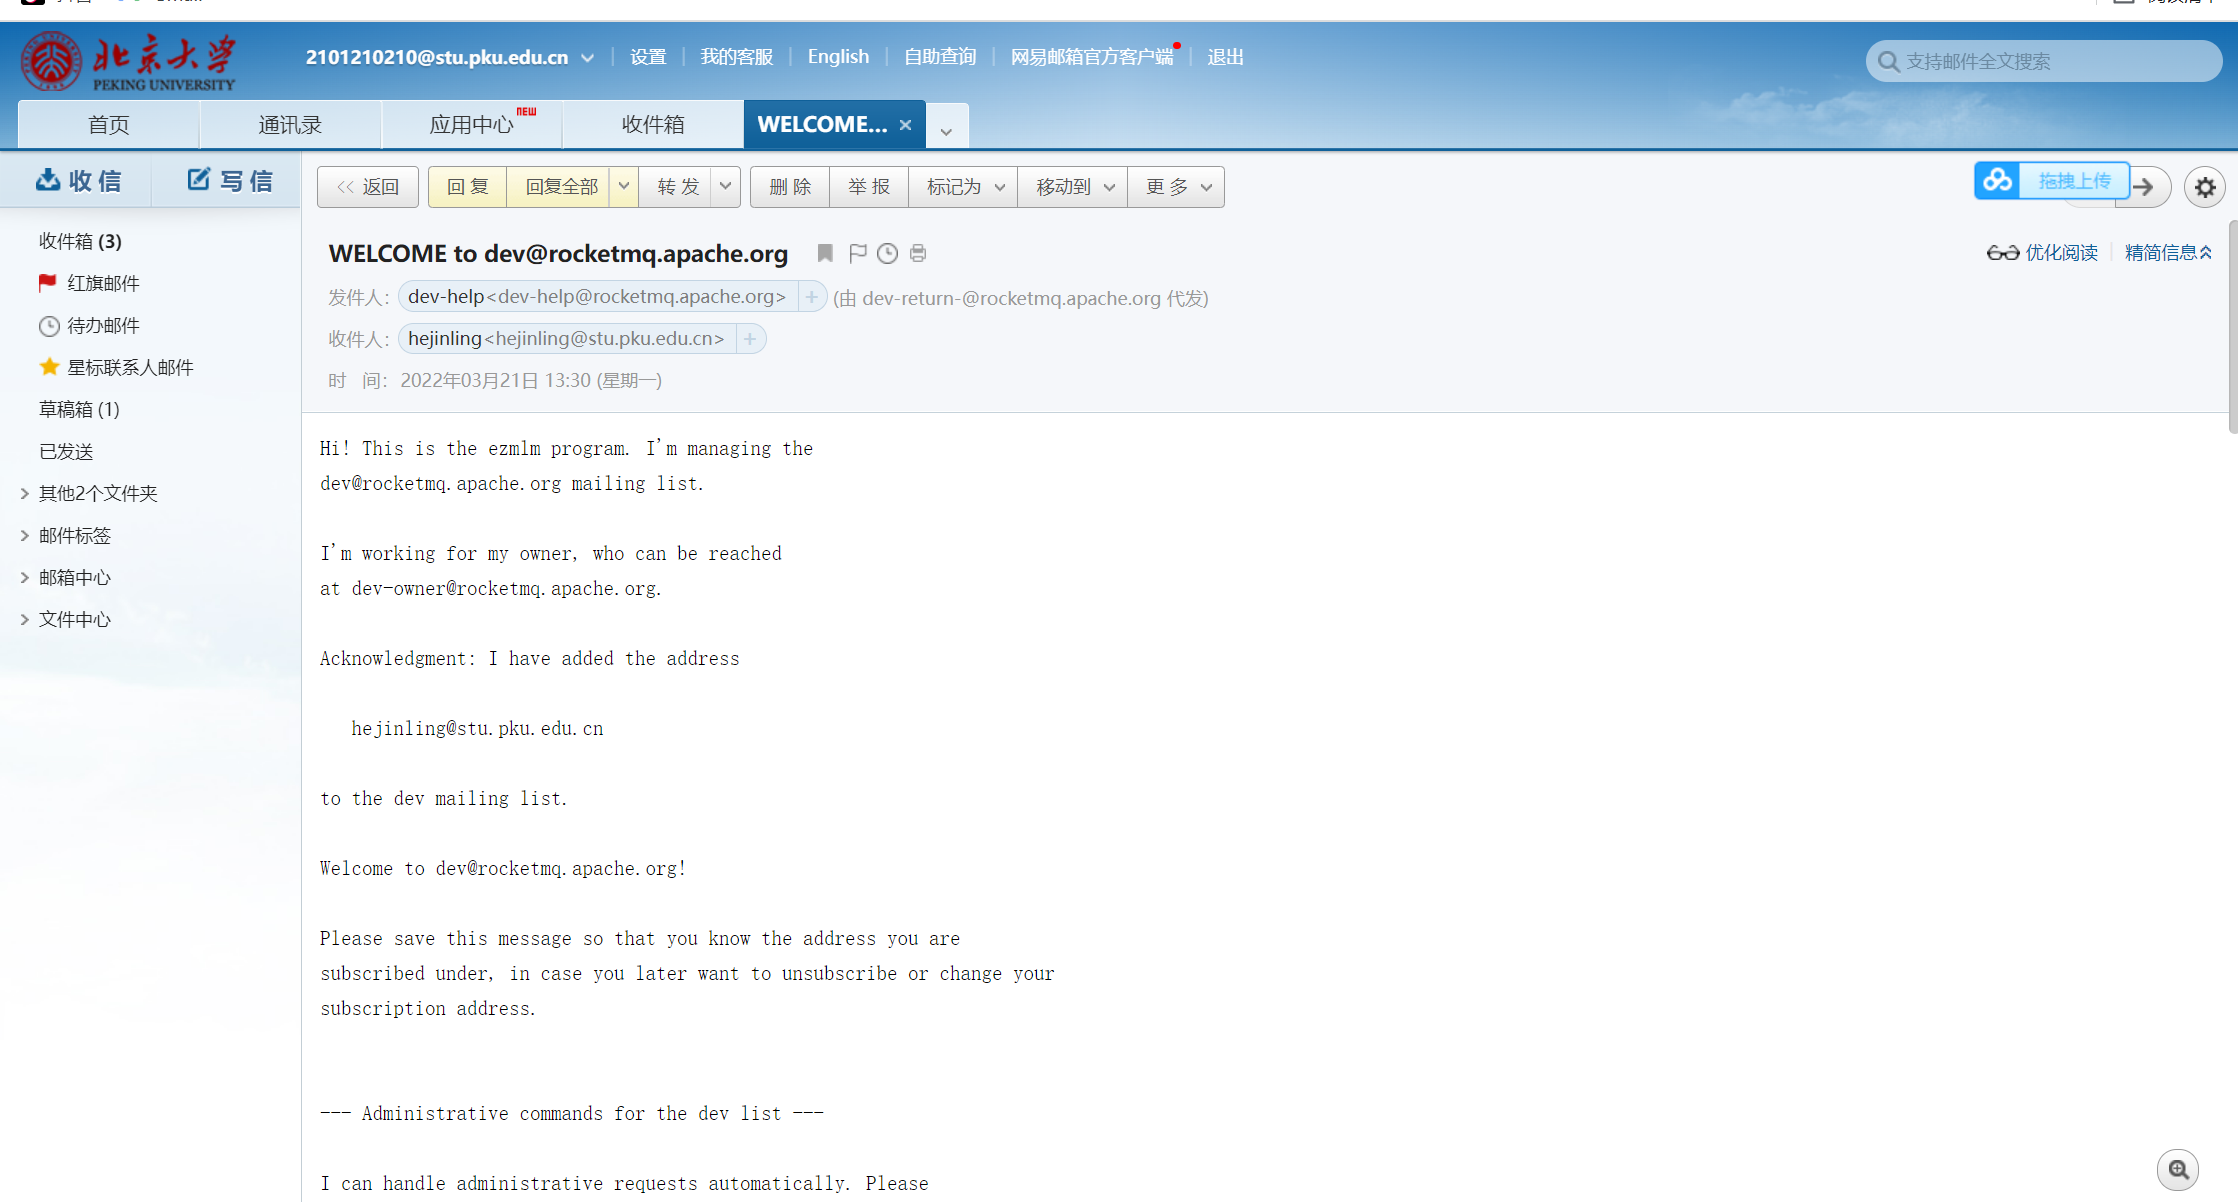 北京大学
PEKING UNIVERSITY
2101210210@stu.pku.edu.cn 设置 我的客服 English 自助查询 网易邮箱官方客户端 退出
支持邮件全文搜索
首页 通讯录 应用中心 NEW 收件箱 WELCOME...
收信 写信
<< 返回 回复 回复全部 转发 删除 举报 标记为 移动到 更多
拖拽上传
收件箱 (3)
红旗邮件
待办邮件
星标联系人邮件
草稿箱 (1)
已发送
其他2个文件夹
邮件标签
邮箱中心
文件中心
WELCOME to dev@rocketmq.apache.org
优化阅读 精简信息
发件人： dev-help<dev-help@rocketmq.apache.org> + (由 dev-return-@rocketmq.apache.org 代发)
收件人： hejinling<hejinling@stu.pku.edu.cn> +
时 间： 2022年03月21日 13:30 (星期一)
Hi! This is the ezmlm program. I'm managing the
dev@rocketmq.apache.org mailing list.
I'm working for my owner, who can be reached
at dev-owner@rocketmq.apache.org.
Acknowledgment: I have added the address
hejinling@stu.pku.edu.cn
to the dev mailing list.
Welcome to dev@rocketmq.apache.org!
Please save this message so that you know the address you are
subscribed under, in case you later want to unsubscribe or change your
subscription address.
--- Administrative commands for the dev list ---
I can handle administrative requests automatically. Please